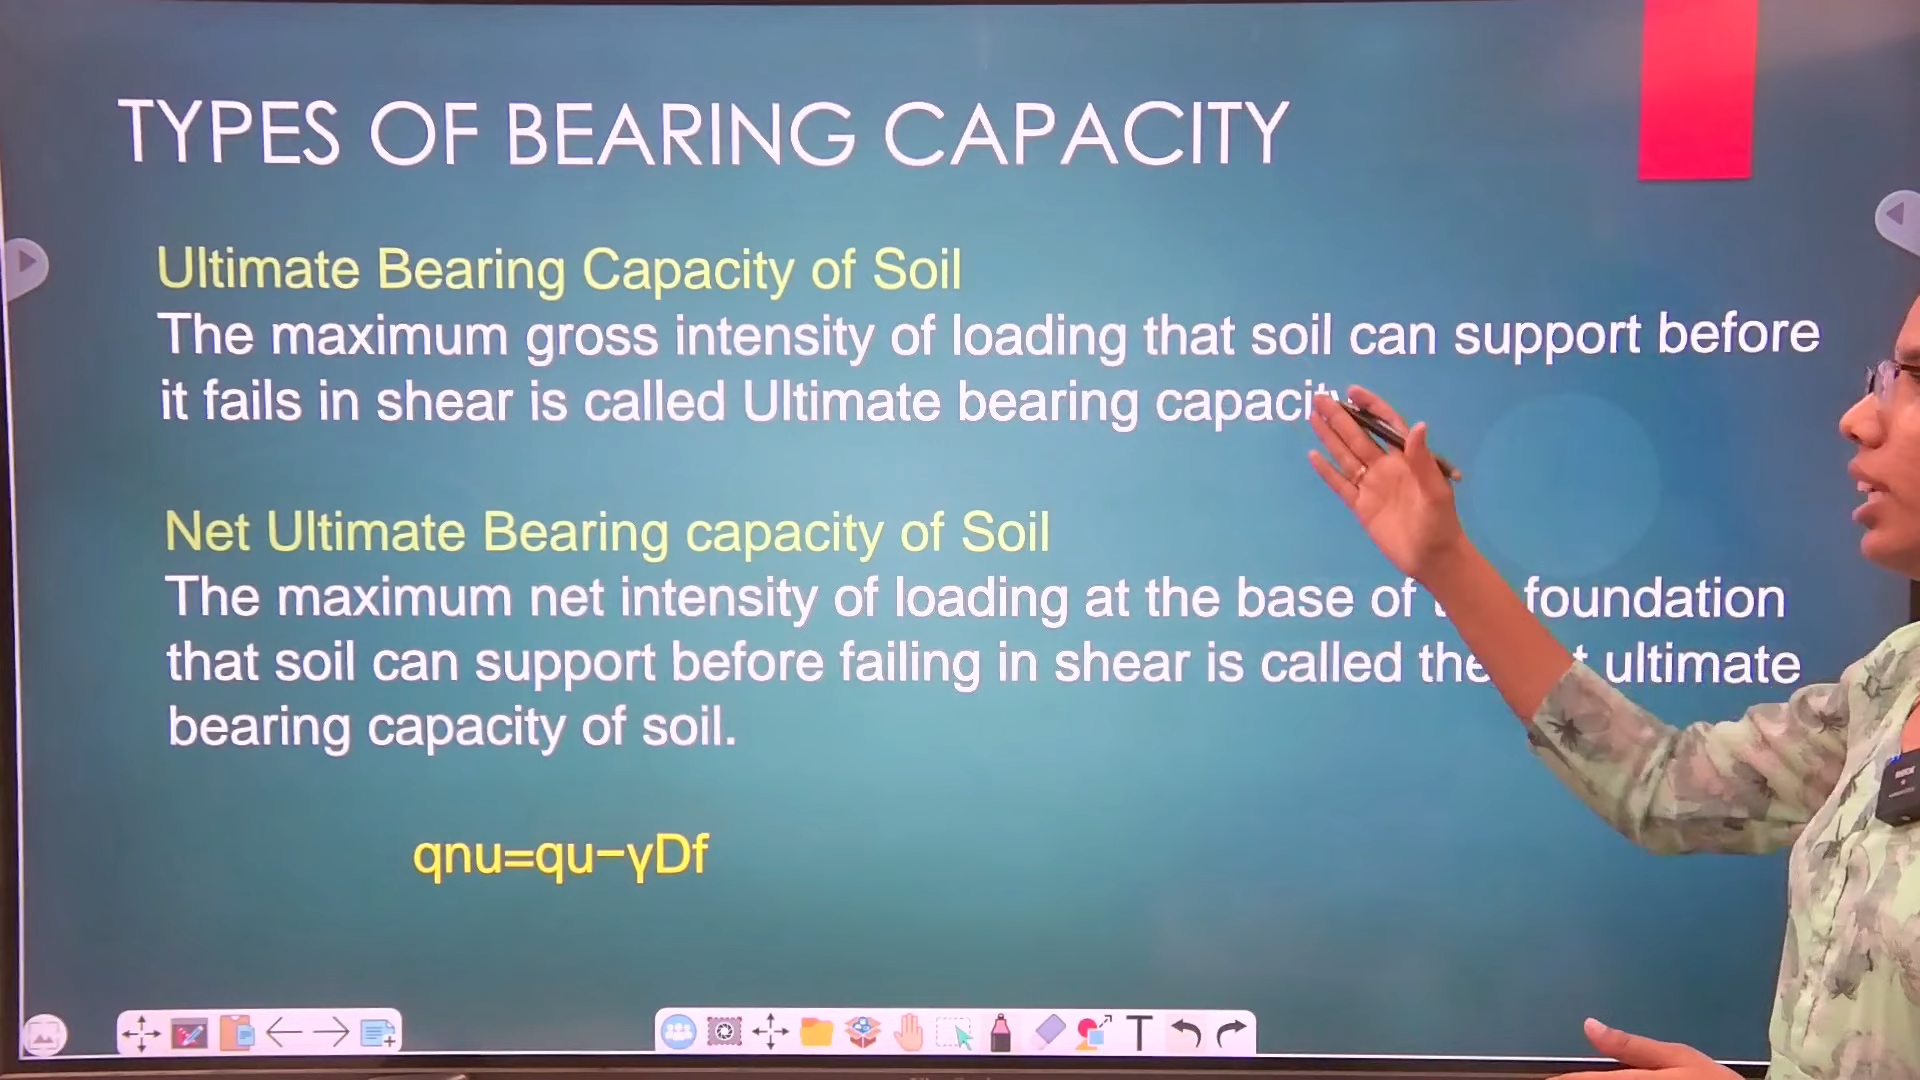 TYPES OF BEARING CAPACITY
Ultimate Bearing Capacity of Soil
The maximum gross intensity of loading that soil can support before
it fails in shear is called Ultimate bearing capacity
Net Ultimate Bearing capacity of Soil
The maximum net intensity of loading at the base of foundation
that soil can support before failing in shear is called the ultimate
bearing capacity of soil.
qnu=qu−γDf
T